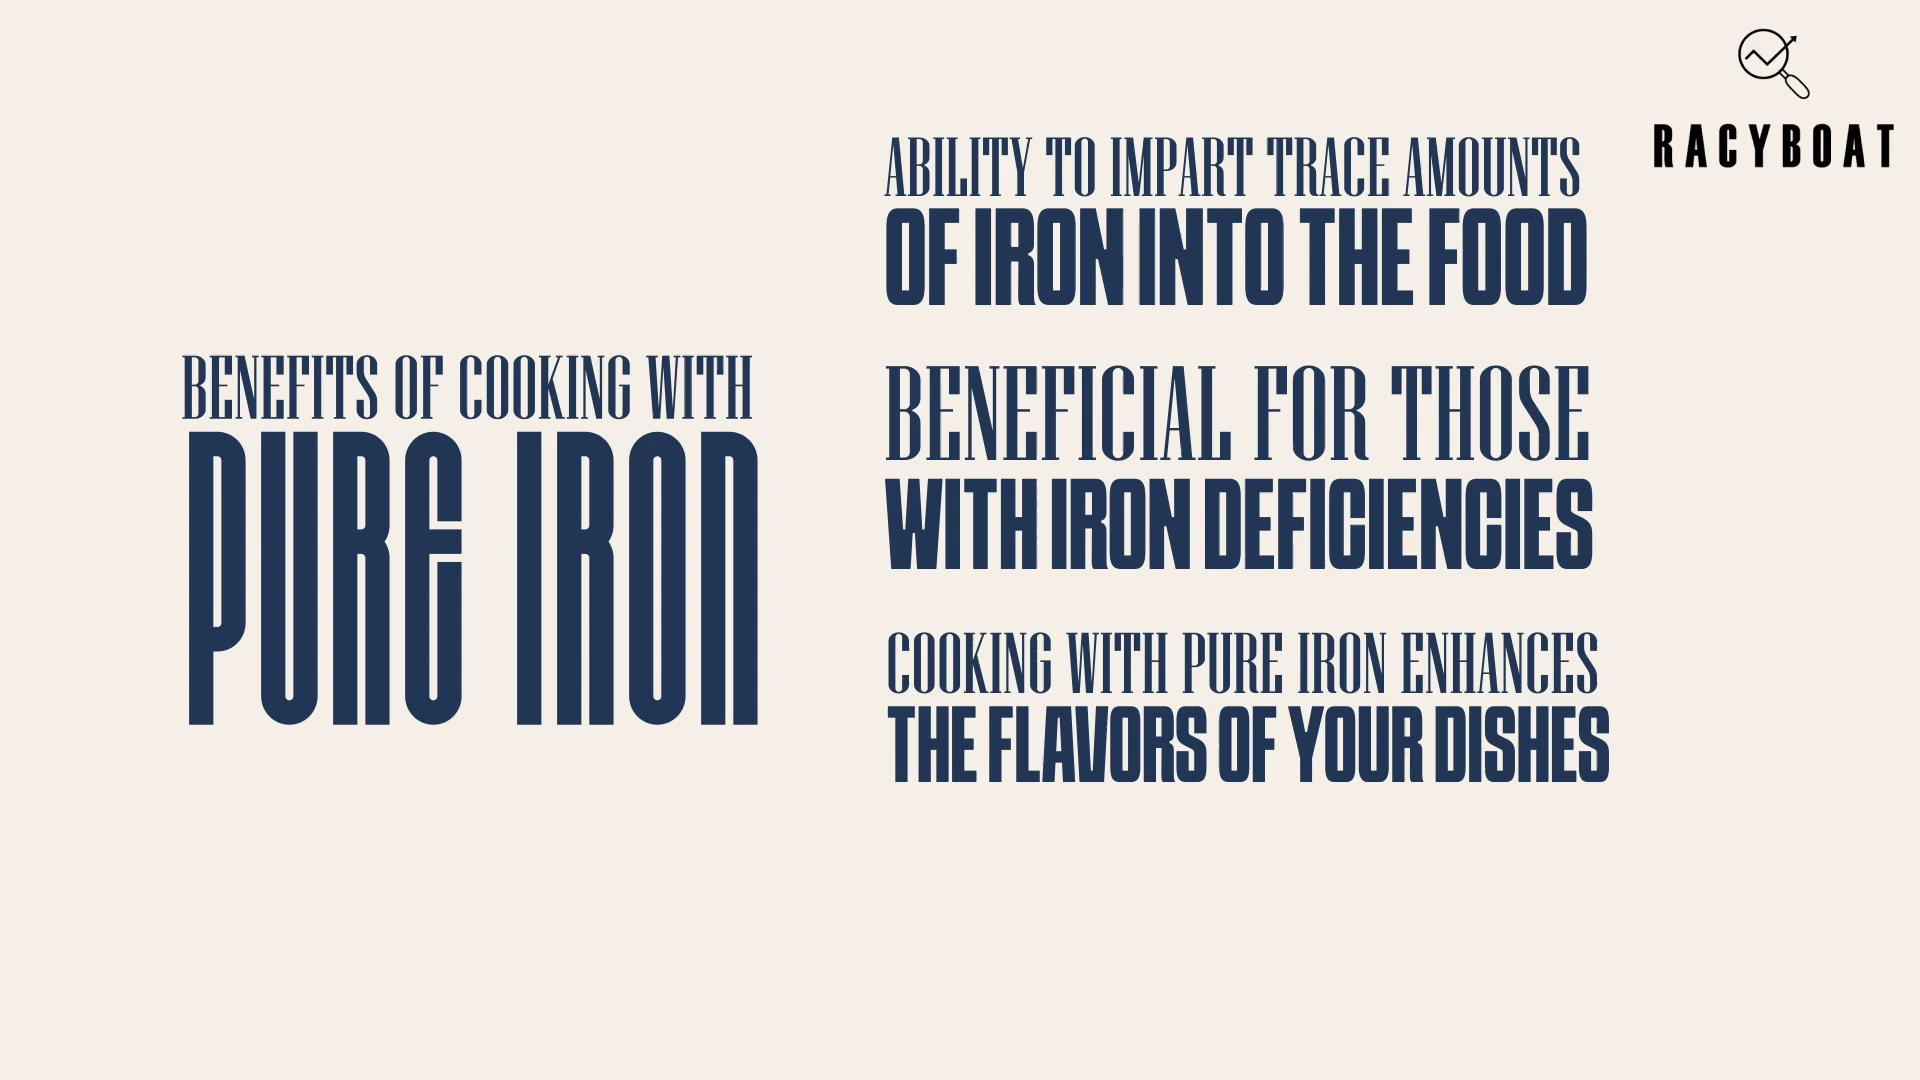 BENEFITS OF COOKING WITH
PURE IRON
ABILITY TO IMPART TRACE AMOUNTS
OF IRON INTO THE FOOD
BENEFICIAL FOR THOSE
WITH IRON DEFICIENCIES
COOKING WITH PURE IRON ENHANCES
THE FLAVORS OF YOUR DISHES
RACYBOAT